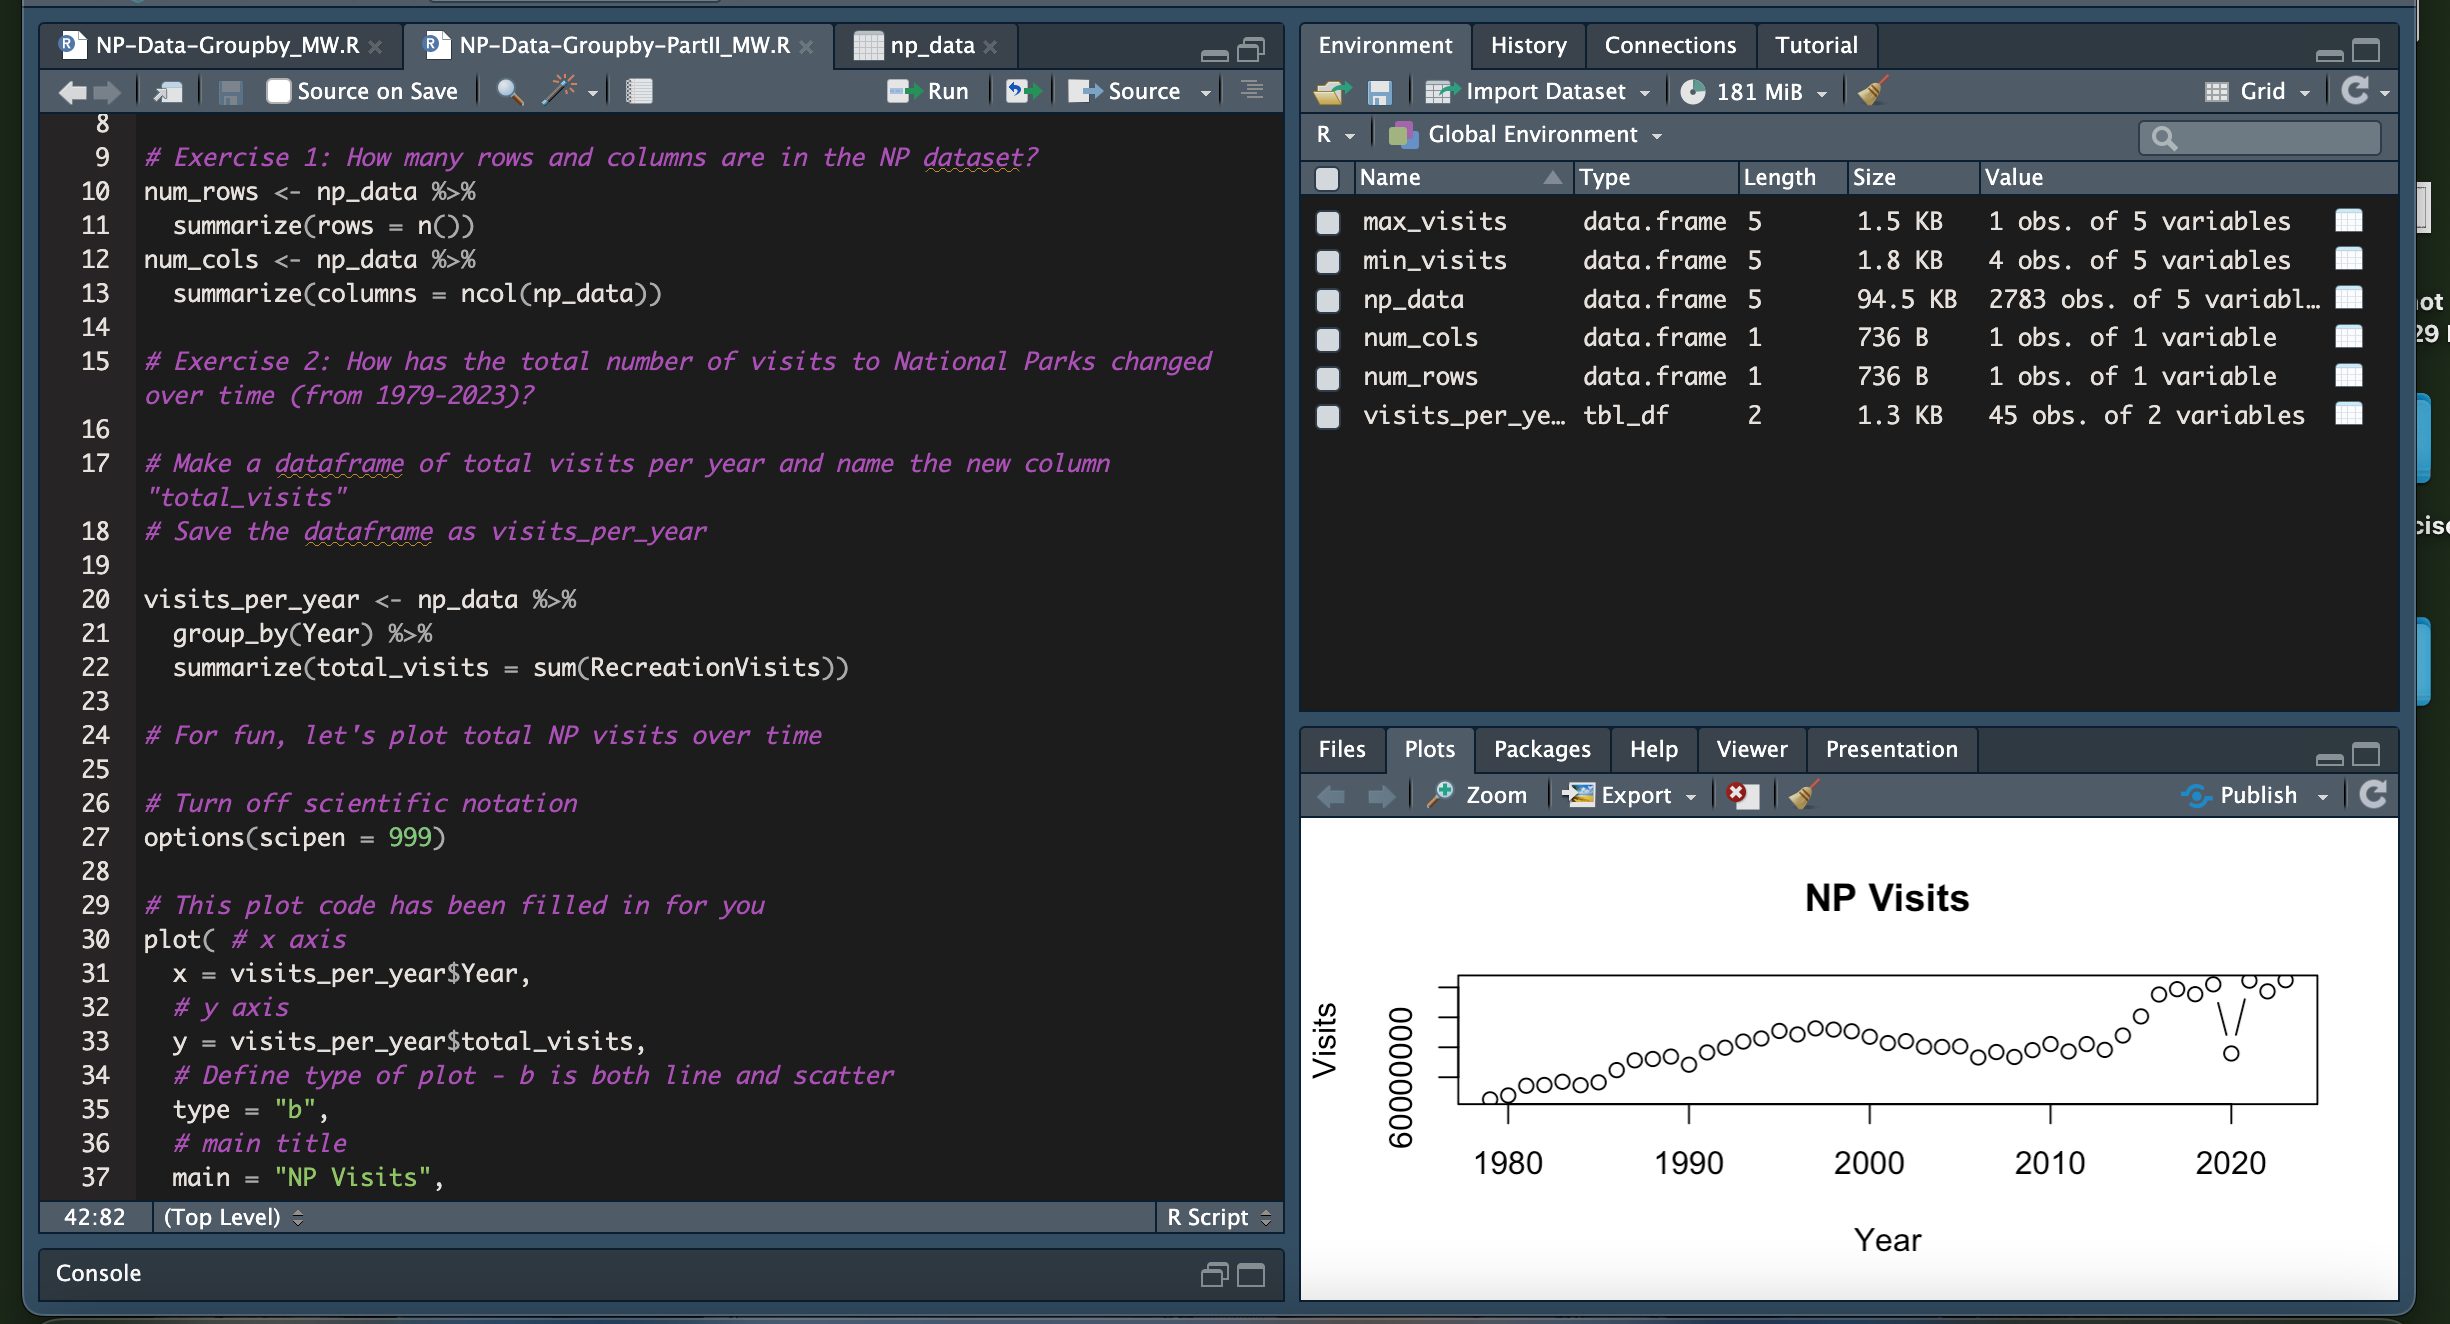 NP-Data-Groupby_MW.R
NP-Data-Groupby-PartII_MW.R
np_data
Source on Save
Run
Source
8
9 # Exercise 1: How many rows and columns are in the NP dataset?
10 num_rows <- np_data %>%
11 summarize(rows = n())
12 num_cols <- np_data %>%
13 summarize(columns = ncol(np_data))
14
15 # Exercise 2: How has the total number of visits to National Parks changed
over time (from 1979-2023)?
16
17 # Make a dataframe of total visits per year and name the new column
"total_visits"
18 # Save the dataframe as visits_per_year
19
20 visits_per_year <- np_data %>%
21 group_by(Year) %>%
22 summarize(total_visits = sum(RecreationVisits))
23
24 # For fun, let's plot total NP visits over time
25
26 # Turn off scientific notation
27 options(scipen = 999)
28
29 # This plot code has been filled in for you
30 plot( # x axis
31 x = visits_per_year$Year,
32 # y axis
33 y = visits_per_year$total_visits,
34 # Define type of plot - b is both line and scatter
35 type = "b",
36 # main title
37 main = "NP Visits",
42:82 (Top Level) R Script
Console
Environment History Connections Tutorial
Import Dataset 181 MiB Grid
R Global Environment
Name Type Length Size Value
max_visits data.frame 5 1.5 KB 1 obs. of 5 variables
min_visits data.frame 5 1.8 KB 4 obs. of 5 variables
np_data data.frame 5 94.5 KB 2783 obs. of 5 variabl…
num_cols data.frame 1 736 B 1 obs. of 1 variable
num_rows data.frame 1 736 B 1 obs. of 1 variable
visits_per_ye… tbl_df 2 1.3 KB 45 obs. of 2 variables
Files Plots Packages Help Viewer Presentation
Zoom Export Publish
NP Visits
Visits
60000000
1980 1990 2000 2010 2020
Year